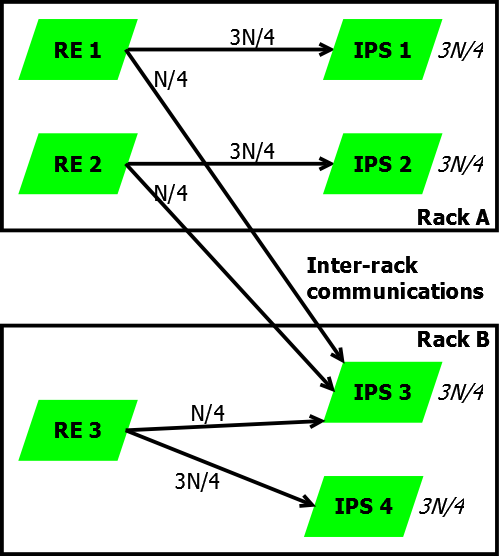 RE 1
3N/4
IPS 1
3N/4
N/4
RE 2
3N/4
IPS 2
3N/4
N/4
Rack A
Inter-rack
communications
Rack B
IPS 3
3N/4
RE 3
N/4
3N/4
IPS 4
3N/4